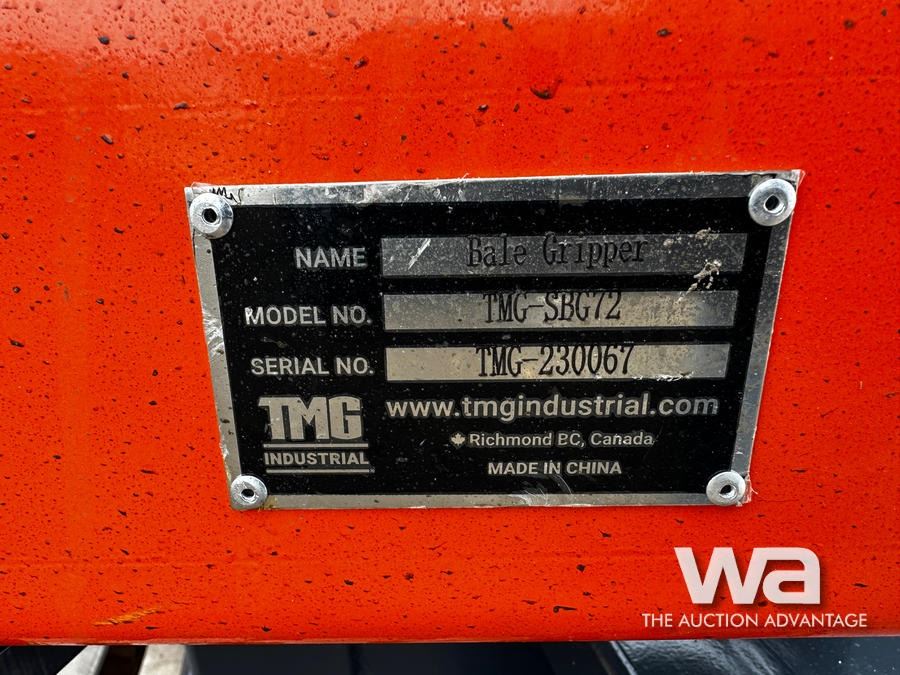 NAME Bale Gripper
MODEL NO. TMG-SBG72
SERIAL NO. TMG-230067
TMG
INDUSTRIAL
www.tmgindustrial.com
Richmond BC, Canada
MADE IN CHINA
wa
THE AUCTION ADVANTAGE